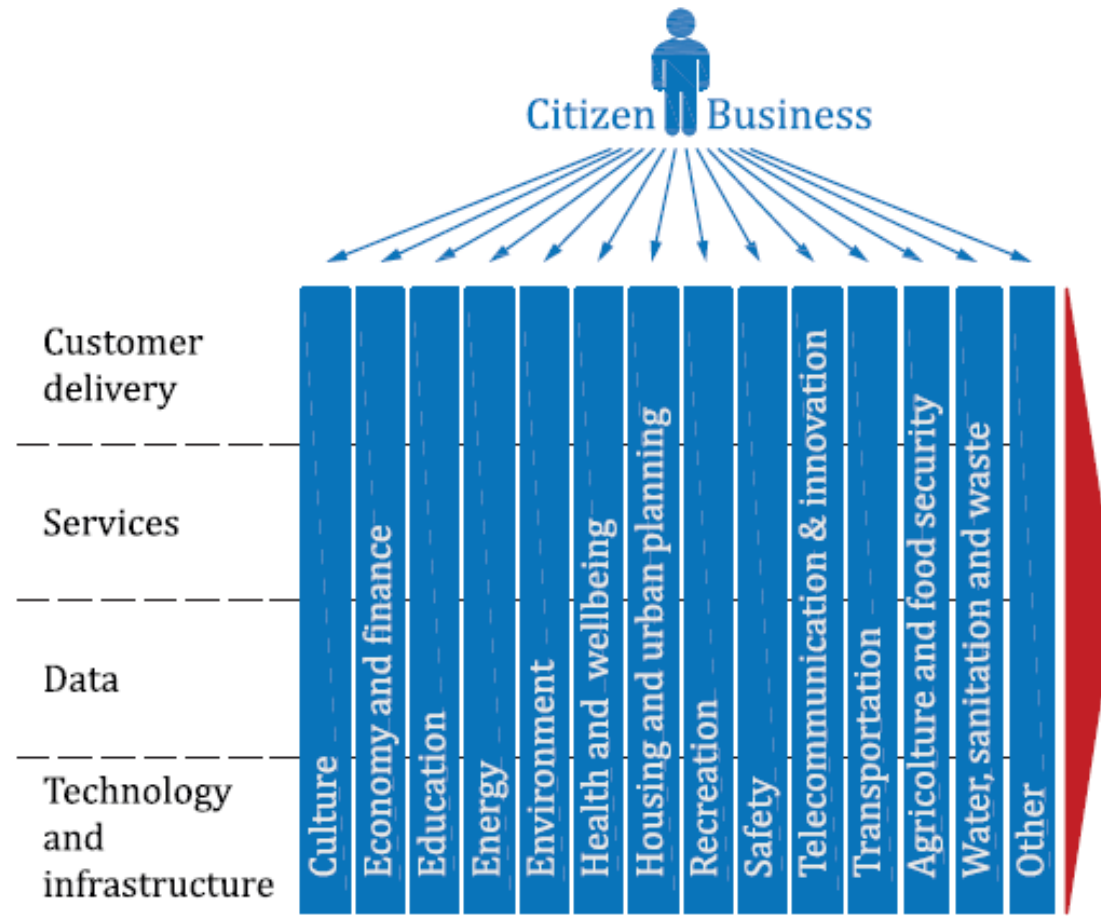 Citizen Business
Customer
delivery
Services
Data
Technology
and
infrastructure
Culture
Economy and finance
Education
Energy
Environment
Health and wellbeing
Housing and urban planning
Recreation
Safety
Telecommunication & innovation
Transportation
Agricolture and food security
Water, sanitation and waste
Other